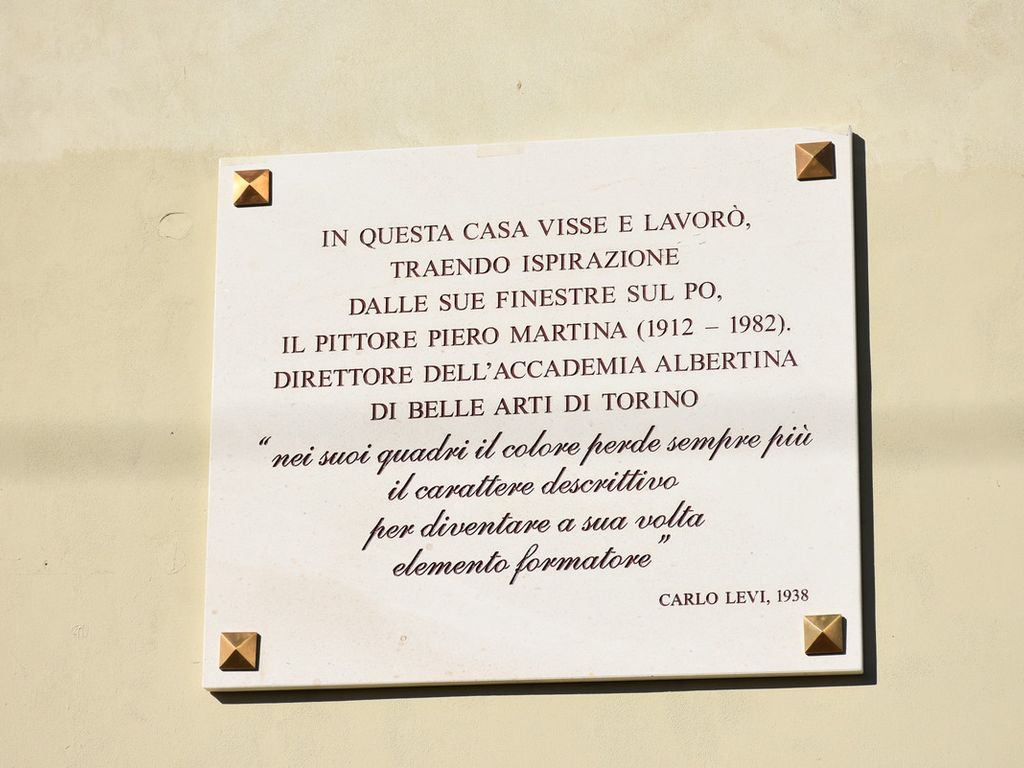 IN QUESTA CASA VISSE E LAVORÒ,
TRAENDO ISPIRAZIONE
DALLE SUE FINESTRE SUL PO,
IL PITTORE PIERO MARTINA (1912 – 1982).
DIRETTORE DELL'ACCADEMIA ALBERTINA
DI BELLE ARTI DI TORINO
“nei suoi quadri il colore perde sempre più
il carattere descrittivo
per diventare a sua volta
elemento formatore”
CARLO LEVI, 1938